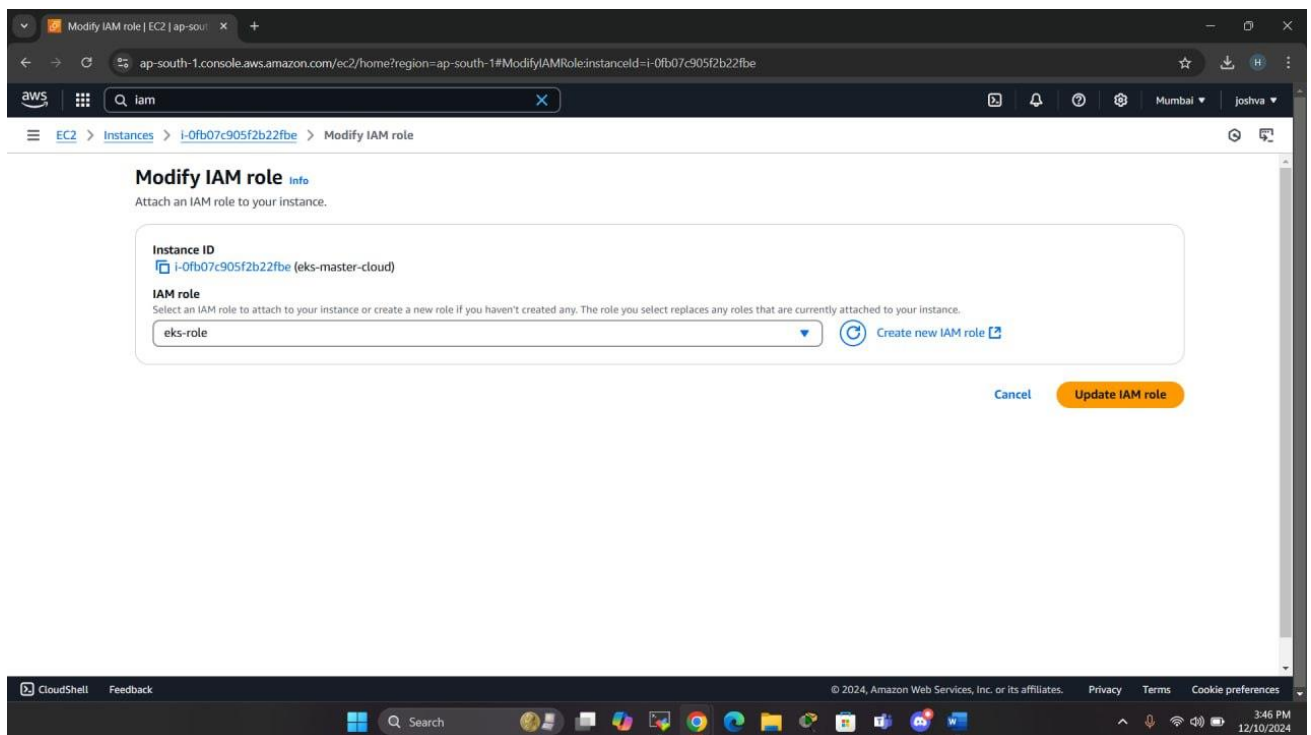 Modify IAM role | EC2 | ap-sout
ap-south-1.console.aws.amazon.com/ec2/home?region=ap-south-1#ModifyIAMRole:instanceId=i-0fb07c905f2b22fbe
H
aws iam Mumbai joshva
EC2 > Instances > i-0fb07c905f2b22fbe > Modify IAM role
Modify IAM role Info
Attach an IAM role to your instance.
Instance ID
i-0fb07c905f2b22fbe (eks-master-cloud)
IAM role
Select an IAM role to attach to your instance or create a new role if you haven't created any. The role you select replaces any roles that are currently attached to your instance.
eks-role Create new IAM role
Cancel Update IAM role
CloudShell Feedback © 2024, Amazon Web Services, Inc. or its affiliates. Privacy Terms Cookie preferences
Search 3:46 PM
12/10/2024